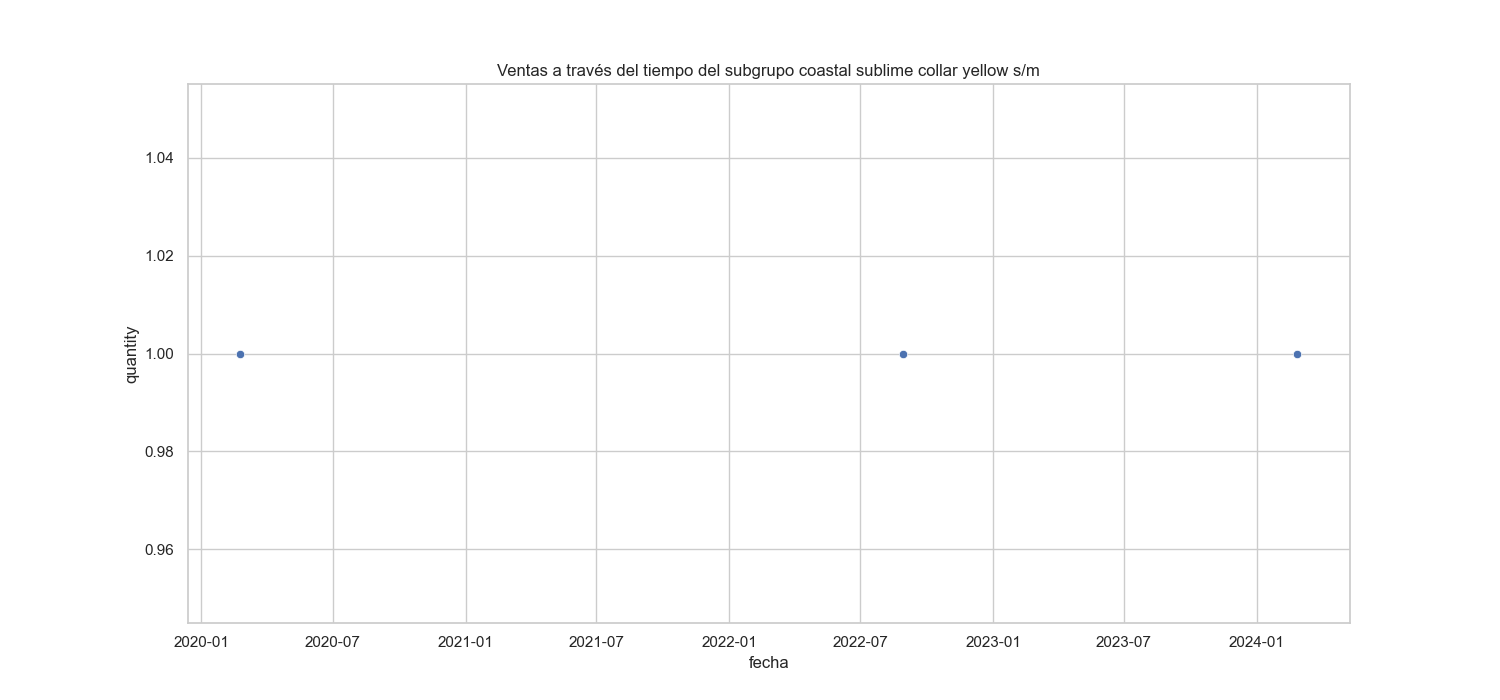 Ventas a través del tiempo del subgrupo coastal sublime collar yellow s/m
1.04
1.02
1.00
0.98
0.96
quantity
2020-01 2020-07 2021-01 2021-07 2022-01 2022-07 2023-01 2023-07 2024-01
fecha